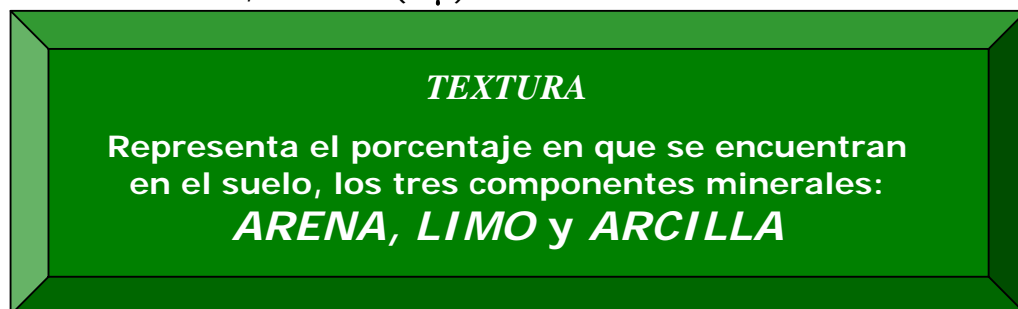 TEXTURA
Representa el porcentaje en que se encuentran
en el suelo, los tres componentes minerales:
ARENA, LIMO y ARCILLA